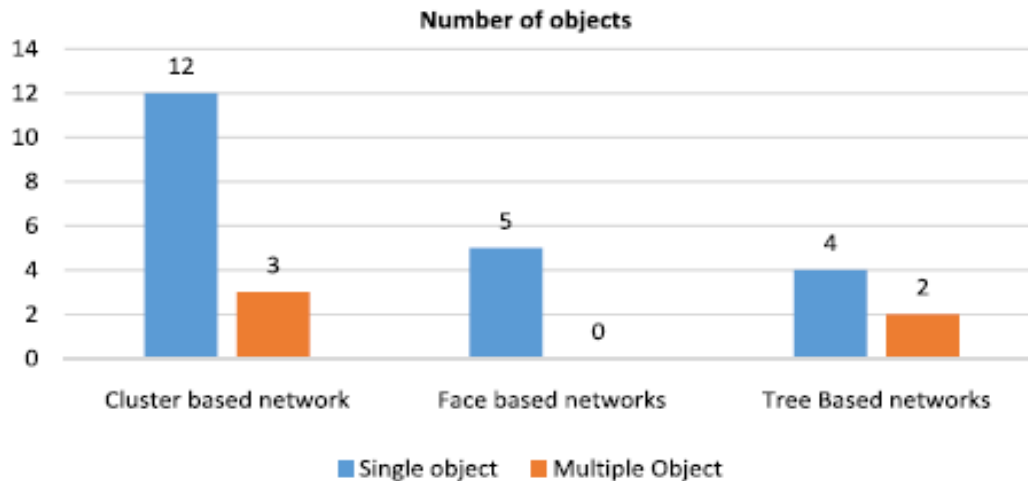 Number of objects
14
12
10
8
6
4
2
0
12
3
5
0
4
2
Cluster based network
Face based networks
Tree Based networks
Single object
Multiple Object